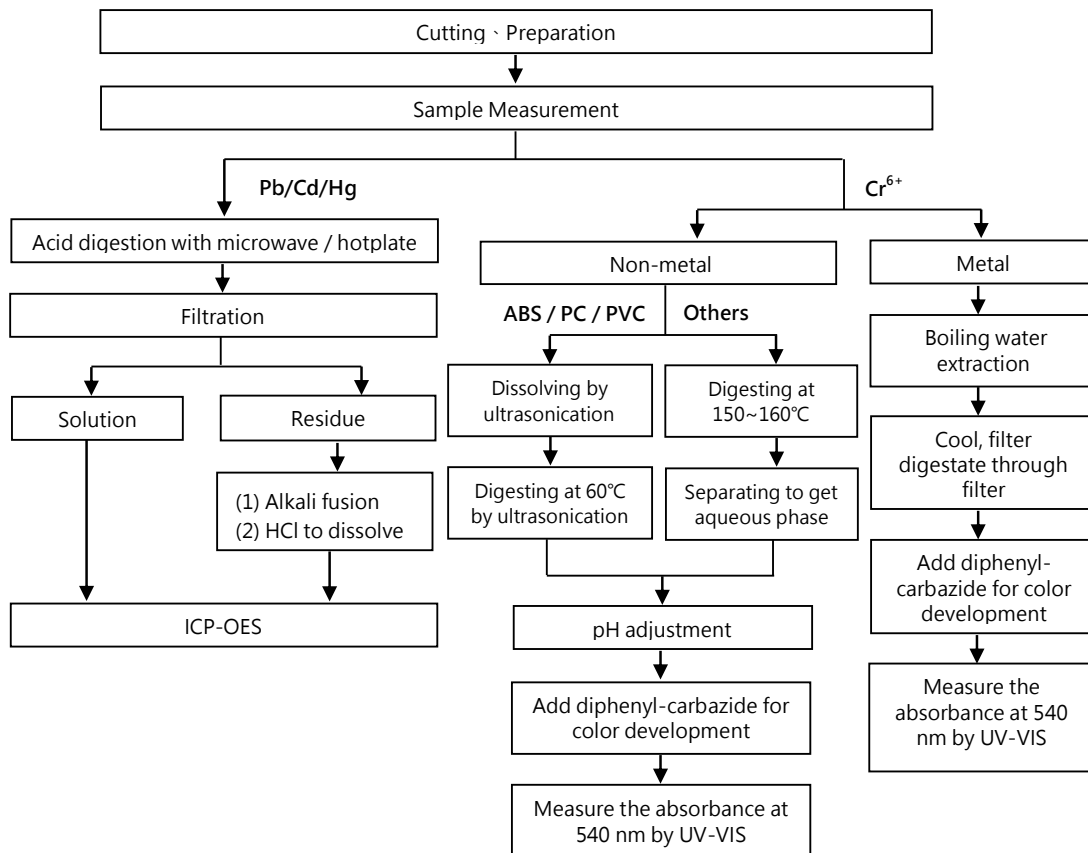 Cutting、Preparation
Sample Measurement
Pb/Cd/Hg
Cr6+
Acid digestion with microwave / hotplate
Filtration
Solution
Residue
(1) Alkali fusion
(2) HCl to dissolve
ICP-OES
Non-metal
ABS / PC / PVC
Others
Dissolving by
ultrasonication
Digesting at 60℃
by ultrasonication
Digesting at
150~160℃
Separating to get
aqueous phase
pH adjustment
Add diphenyl-carbazide for
color development
Measure the absorbance at
540 nm by UV-VIS
Metal
Boiling water
extraction
Cool, filter
digestate through
filter
Add diphenyl-
carbazide for color
development
Measure the
absorbance at 540
nm by UV-VIS